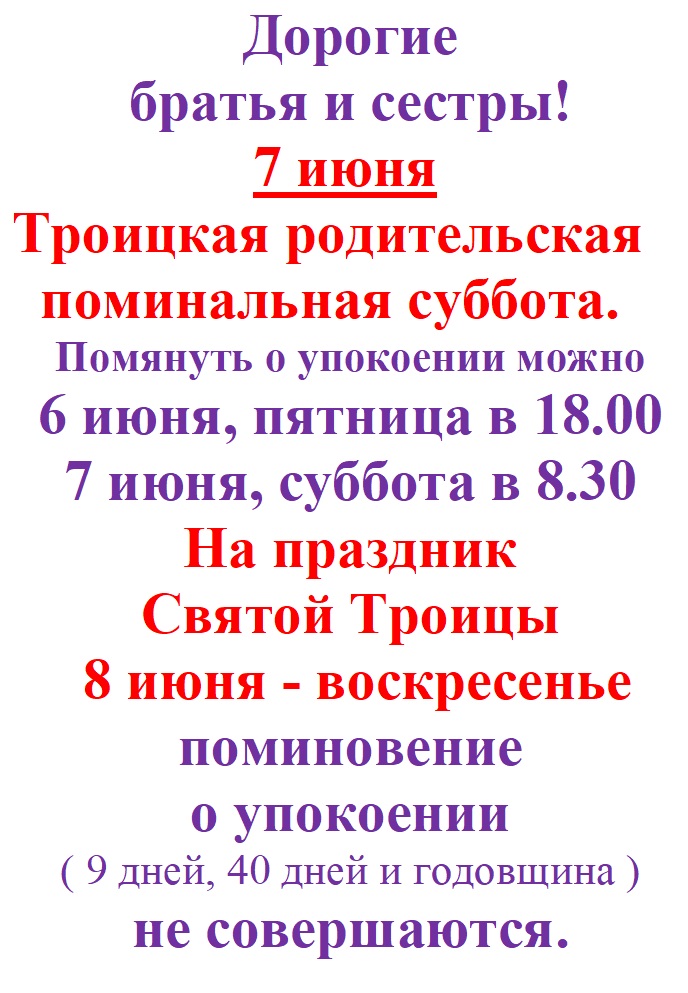 Дорогие
братья и сестры!
7 июня
Троицкая родительская
поминальная суббота.
Помянуть о упокоении можно
6 июня, пятница в 18.00
7 июня, суббота в 8.30
На праздник
Святой Троицы
8 июня - воскресенье
поминовение
о упокоении
( 9 дней, 40 дней и годовщина )
не совершаются.